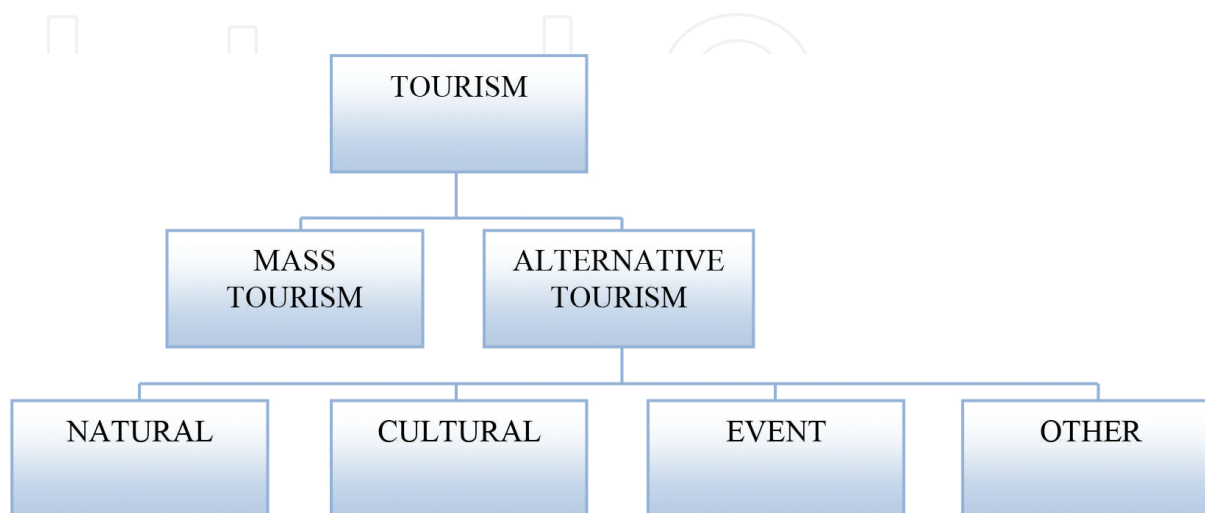 TOURISM
MASS
TOURISM
ALTERNATIVE
TOURISM
NATURAL
CULTURAL
EVENT
OTHER